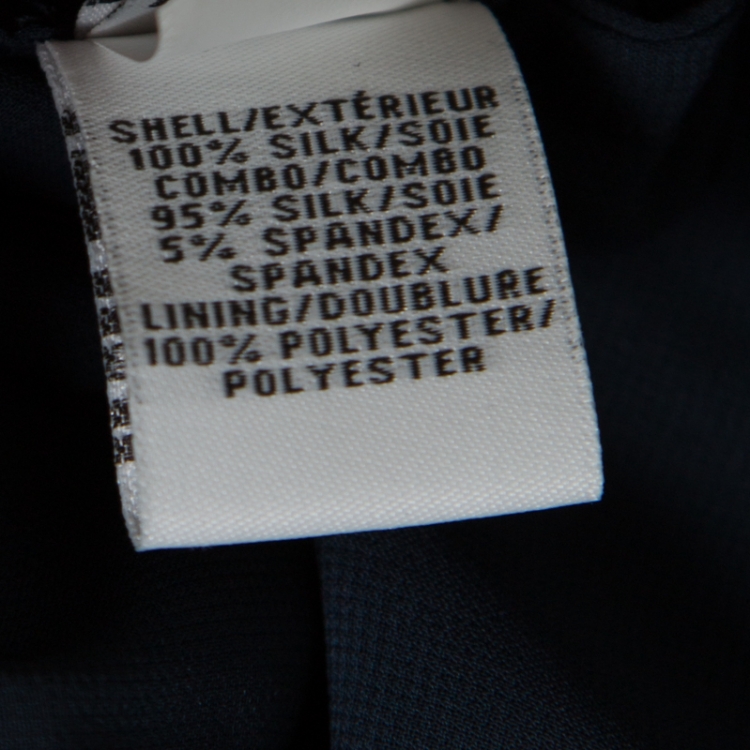 SHELL/EXTÉRIEUR
100% SILK/SOIE
COMBO/COMBO
95% SILK/SOIE
5% SPANDEX/
SPANDEX
LINING/DOUBLURE
100% POLYESTER/
POLYESTER